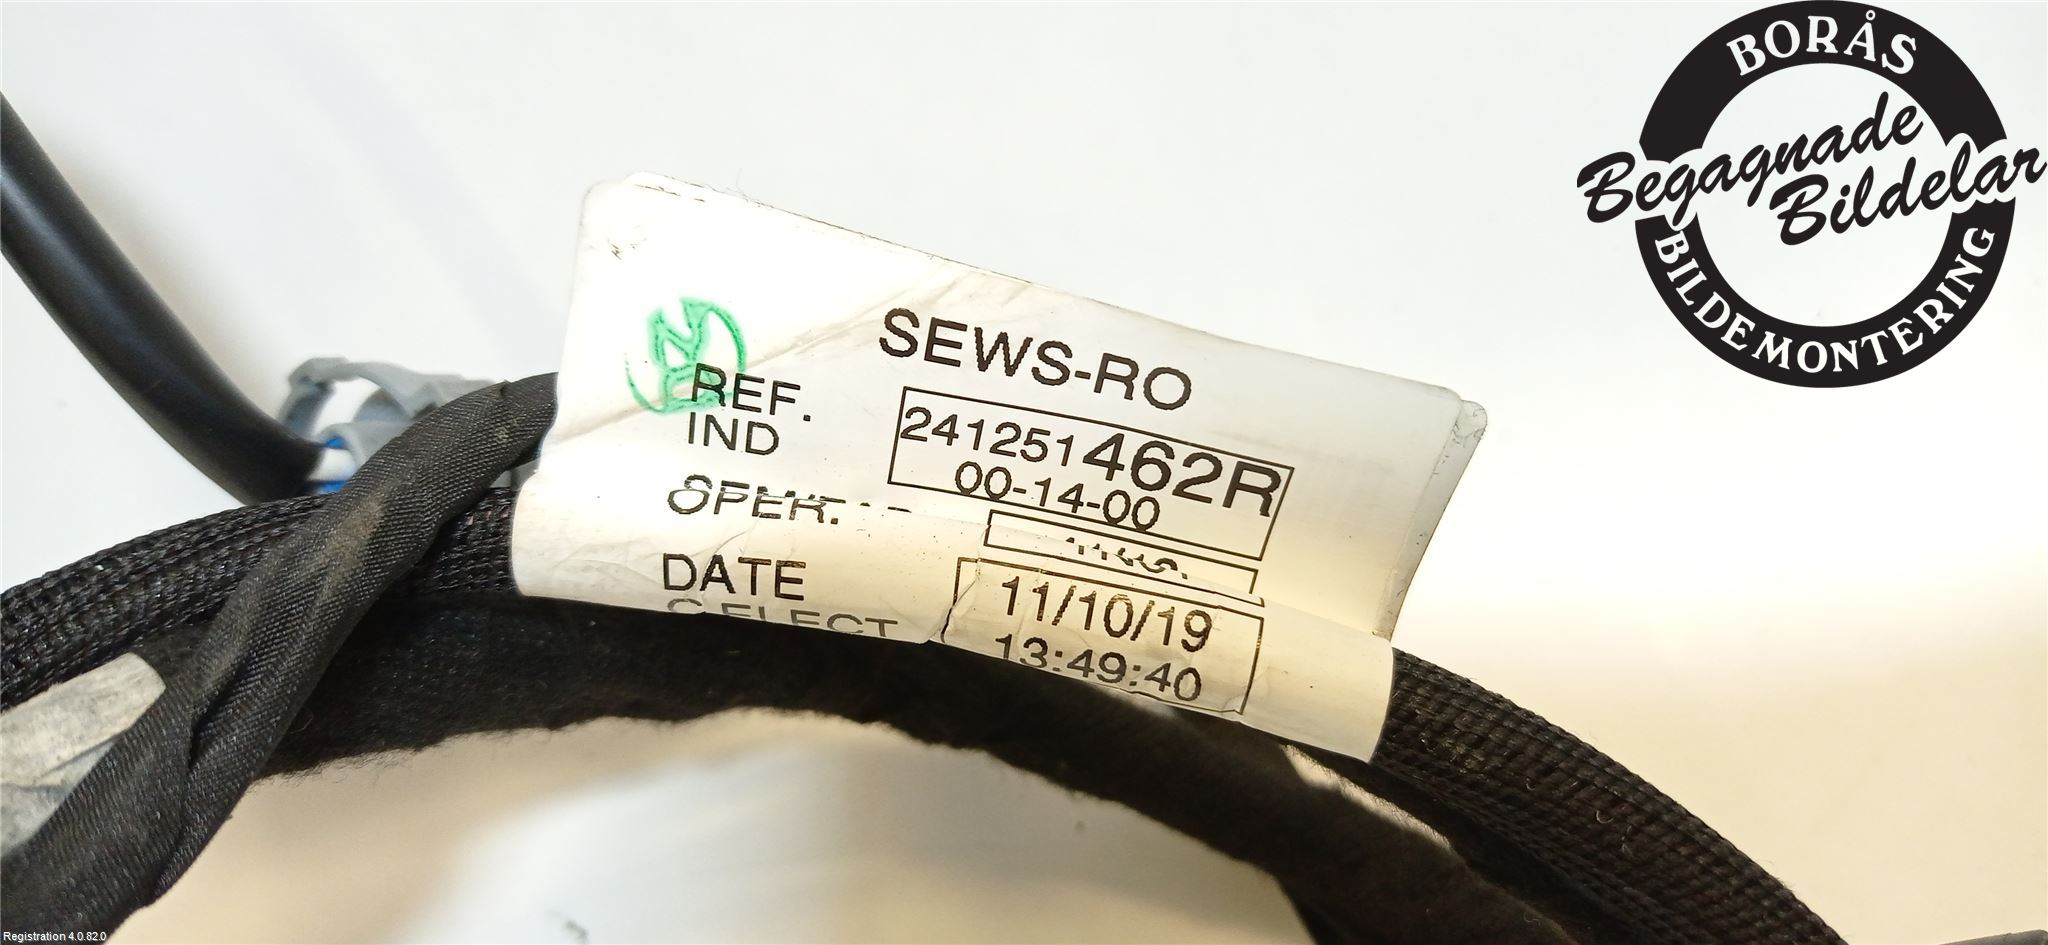 BORÅS
Begagnade
Bildelar
BILDEMONTERING
SEWS-RO
REF. 241251462R
IND 00-14-00
OPER.
DATE 11/10/19
13:49:40
Registration 4.0.82.0